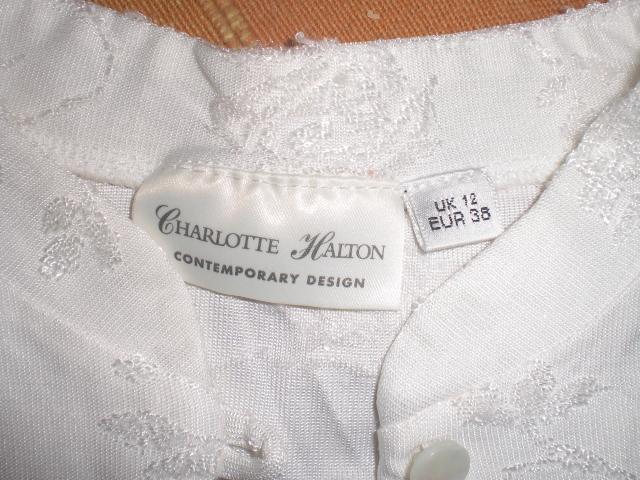 CHARLOTTE HALTON
CONTEMPORARY DESIGN
UK 12
EUR 38